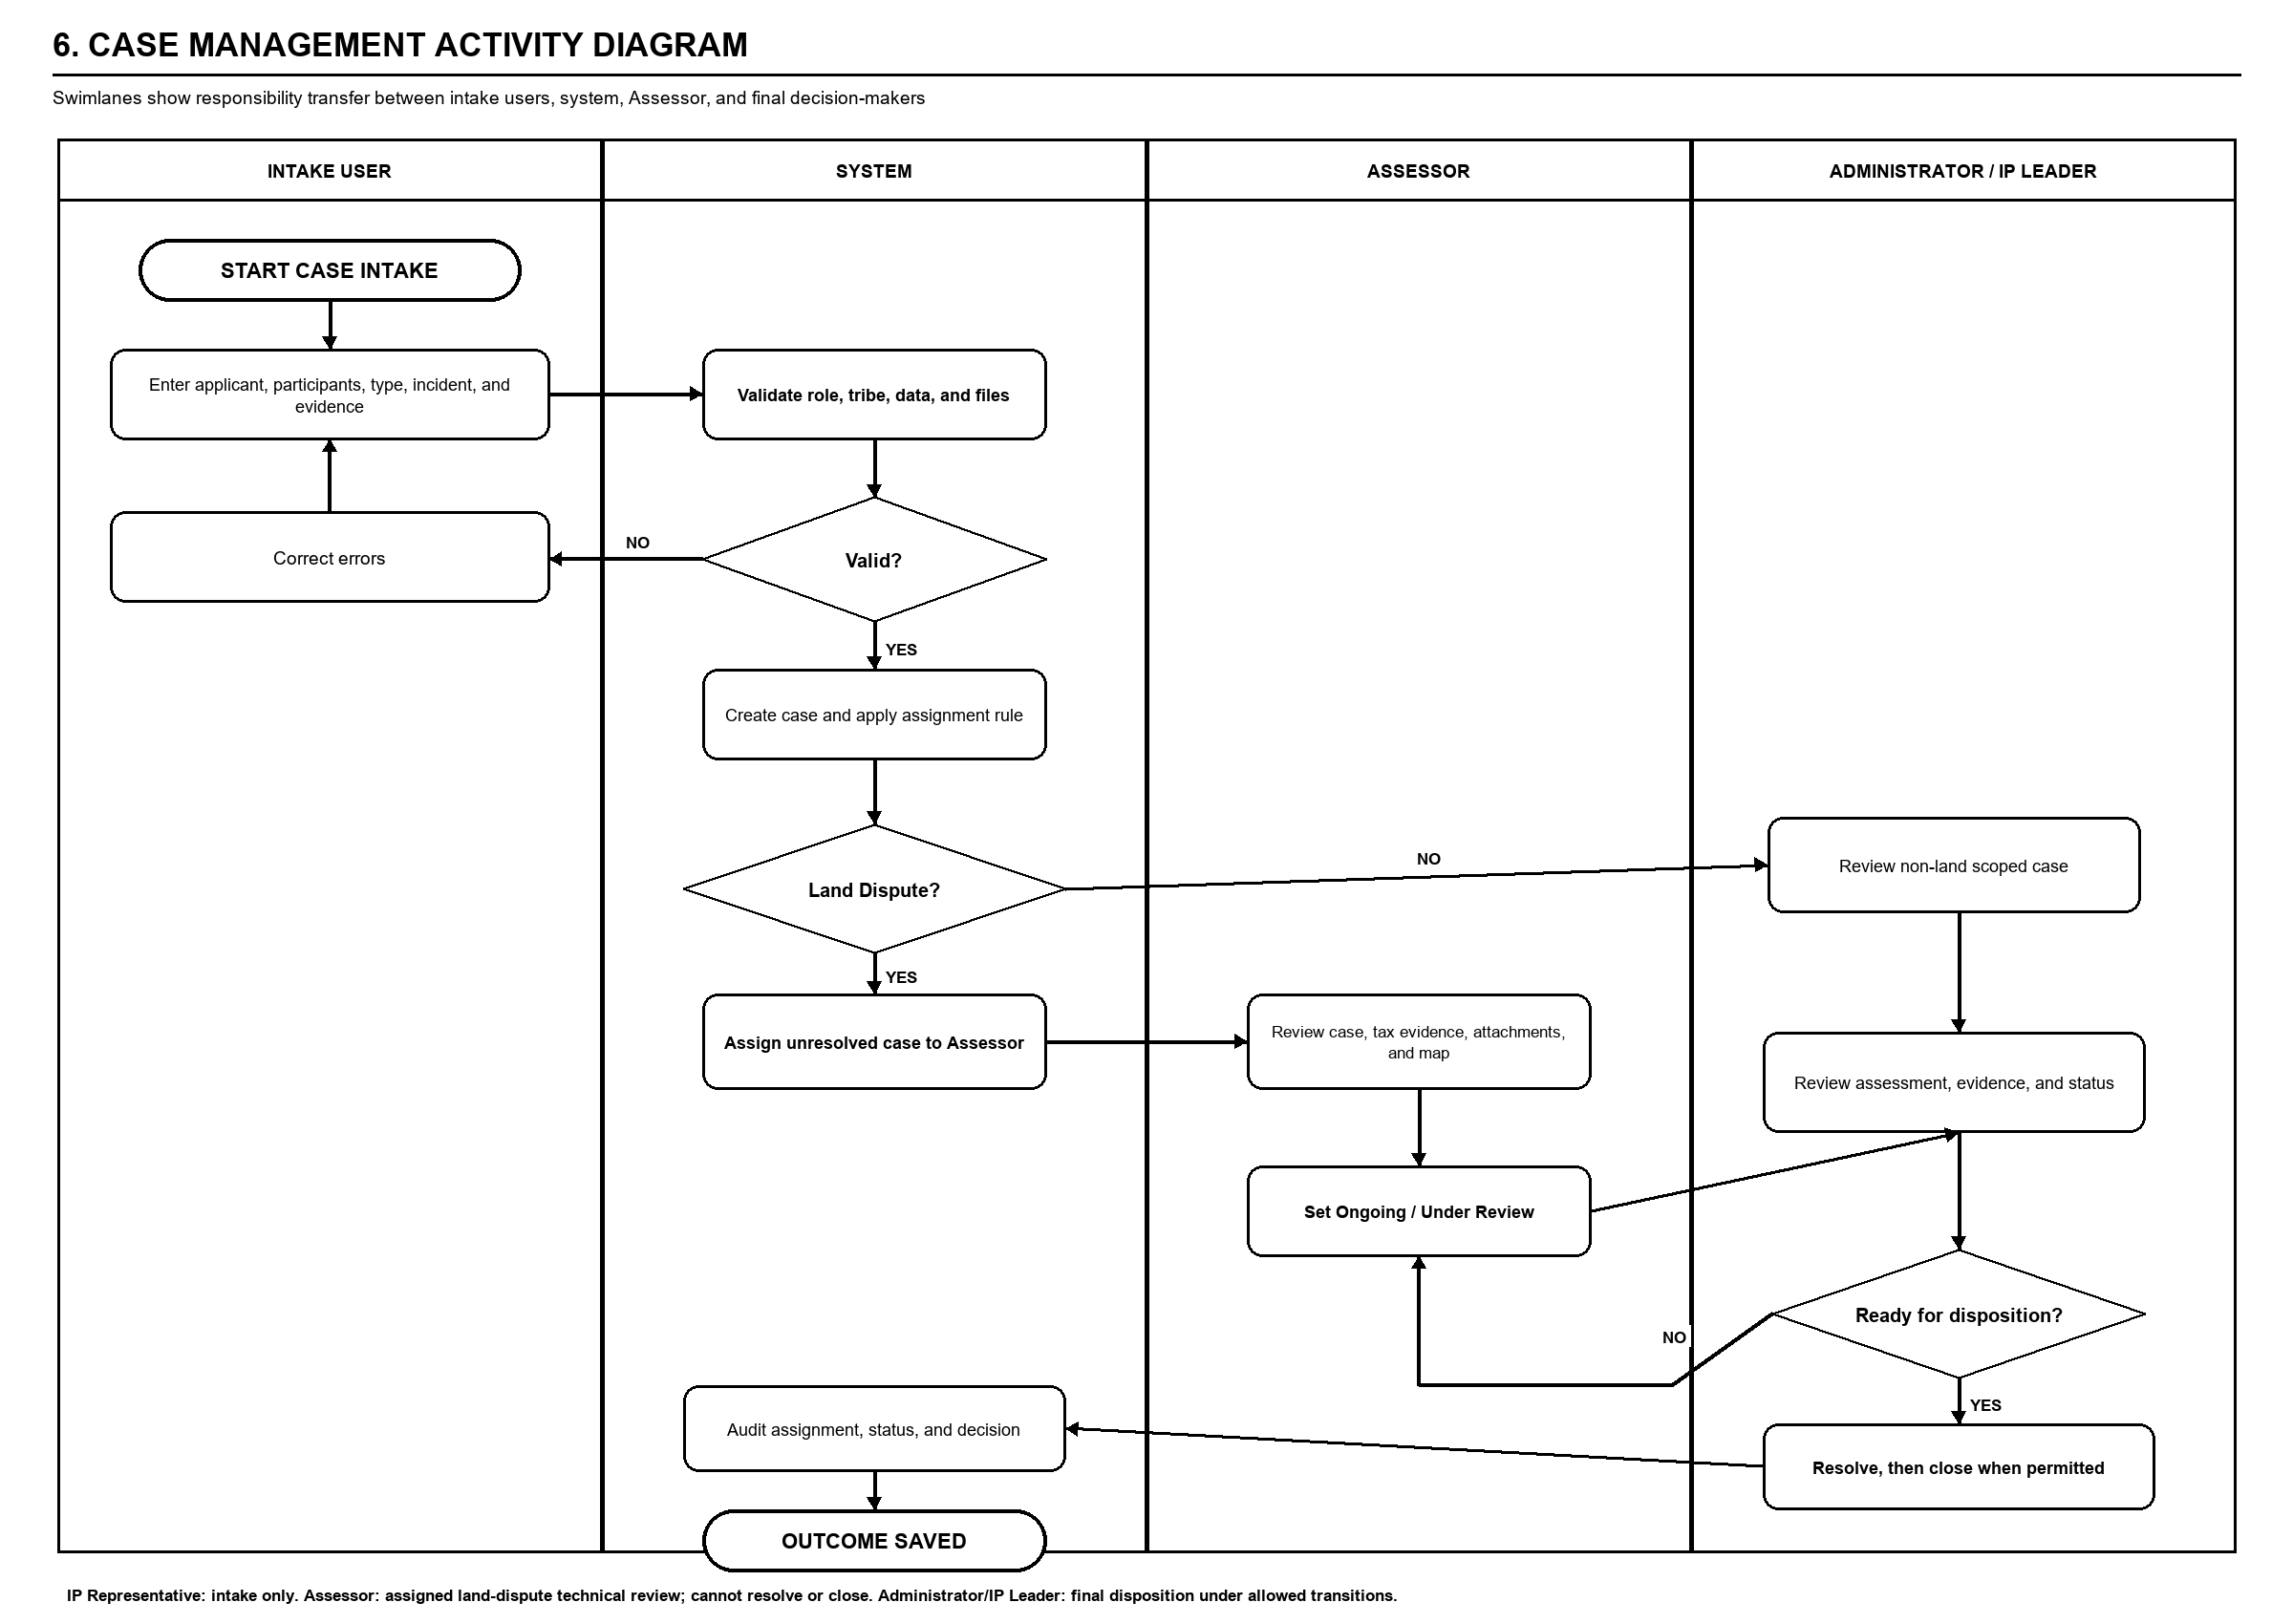 6. CASE MANAGEMENT ACTIVITY DIAGRAM
Swimlanes show responsibility transfer between intake users, system, Assessor, and final decision-makers
INTAKE USER
SYSTEM
ASSESSOR
ADMINISTRATOR / IP LEADER
START CASE INTAKE
Enter applicant, participants, type, incident, and
evidence
Validate role, tribe, data, and files
Correct errors
NO
Valid?
YES
Create case and apply assignment rule
Land Dispute?
NO
Review non-land scoped case
YES
Assign unresolved case to Assessor
Review case, tax evidence, attachments,
and map
Review assessment, evidence, and status
Set Ongoing / Under Review
Ready for disposition?
NO
YES
Audit assignment, status, and decision
Resolve, then close when permitted
OUTCOME SAVED
IP Representative: intake only. Assessor: assigned land-dispute technical review; cannot resolve or close. Administrator/IP Leader: final disposition under allowed transitions.